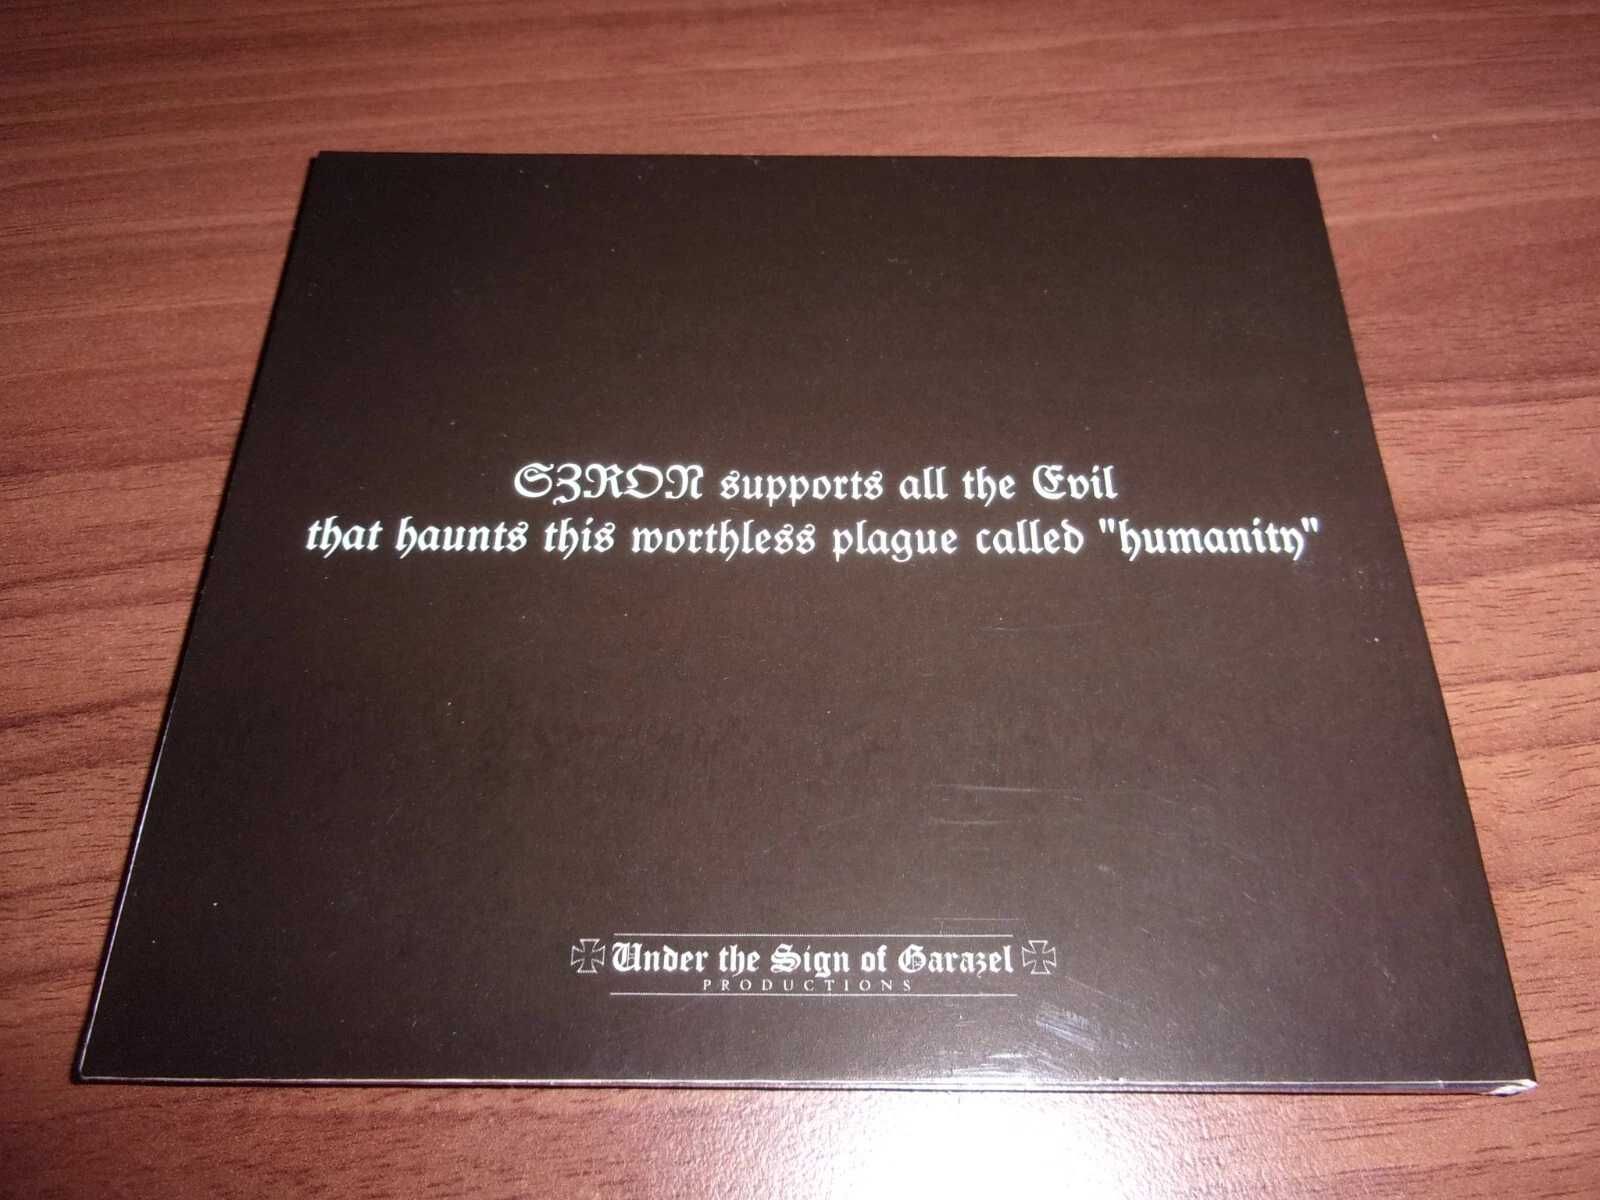 SZRON supports all the Evil
that haunts this worthless plague called "humanity"
Under the Sign of Garazel
PRODUCTIONS